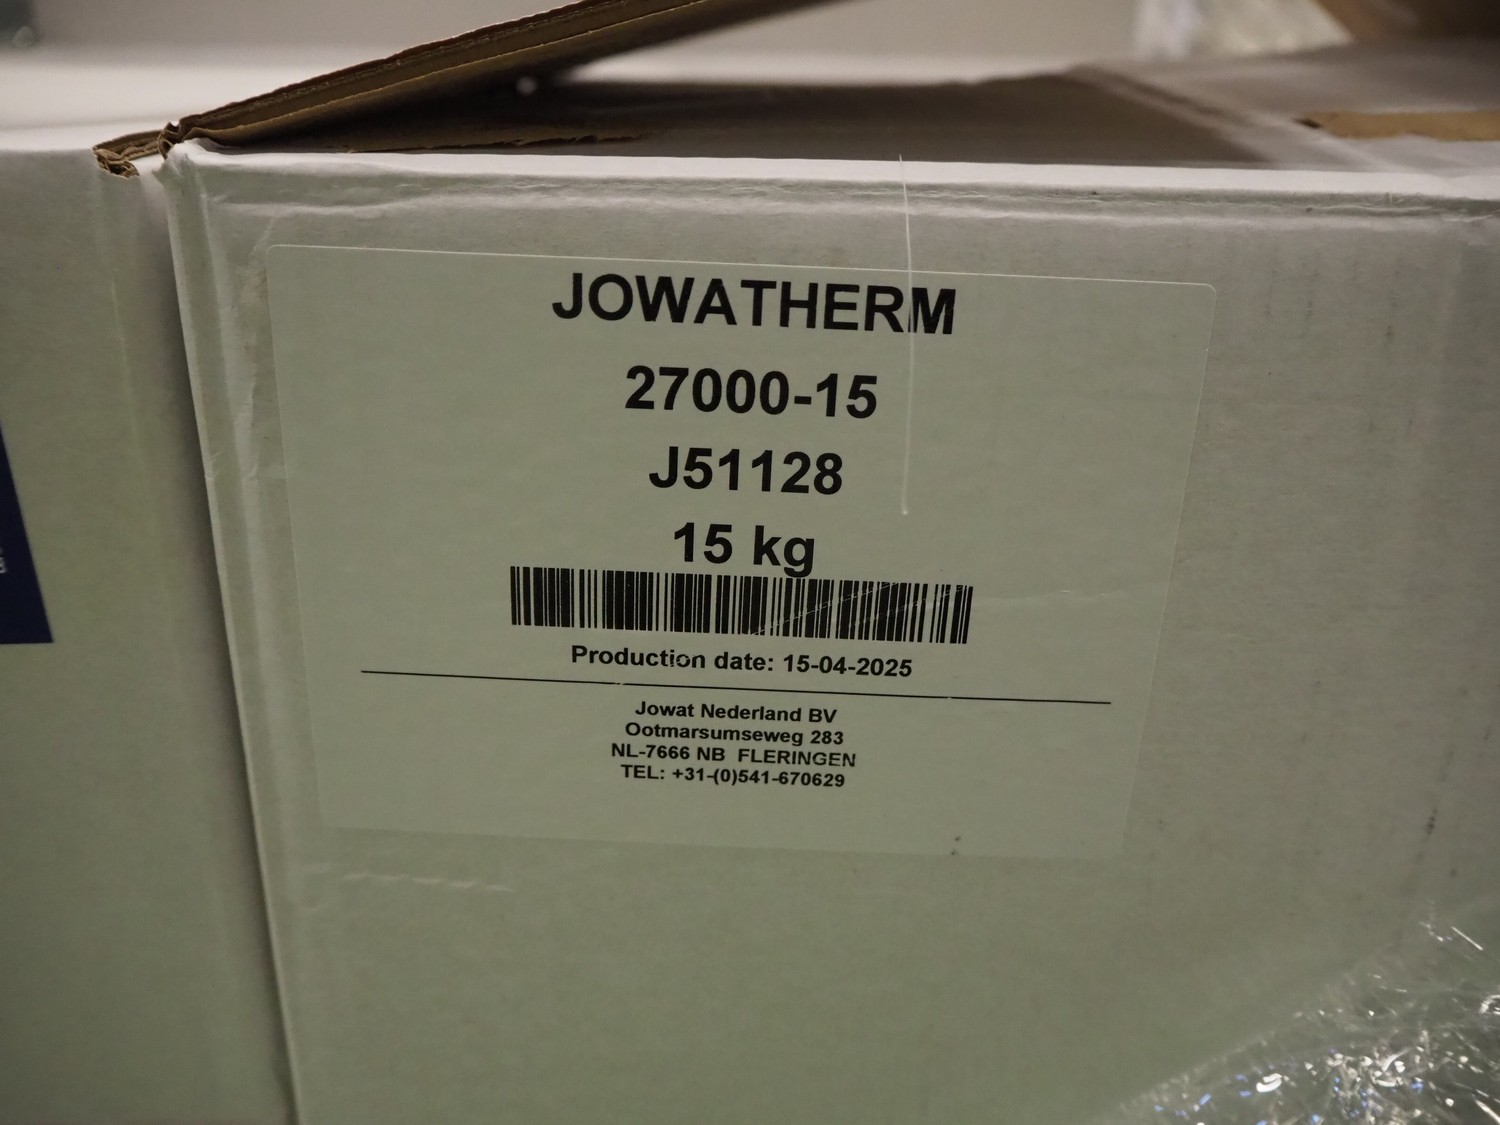 JOWATHERM
27000-15
J51128
15 kg
Production date: 15-04-2025
Jowat Nederland BV
Ootmarsumseweg 283
NL-7666 NB FLERINGEN
TEL: +31-(0)541-670629